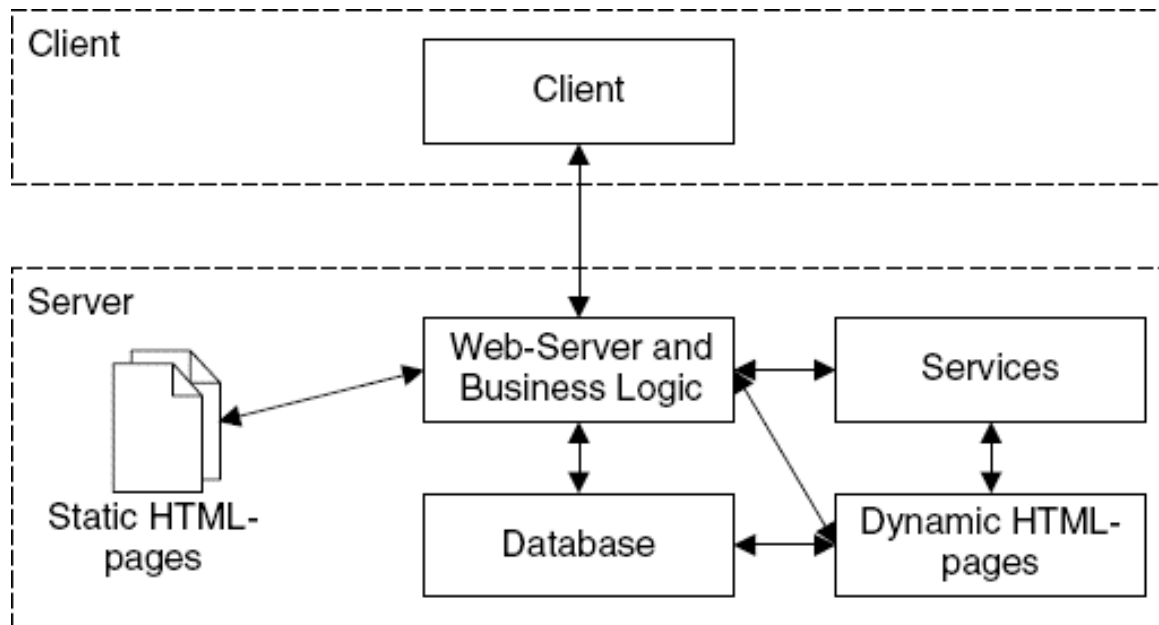 Client
Client
Server
Web-Server and
Business Logic
Services
Static HTML-
pages
Database
Dynamic HTML-
pages